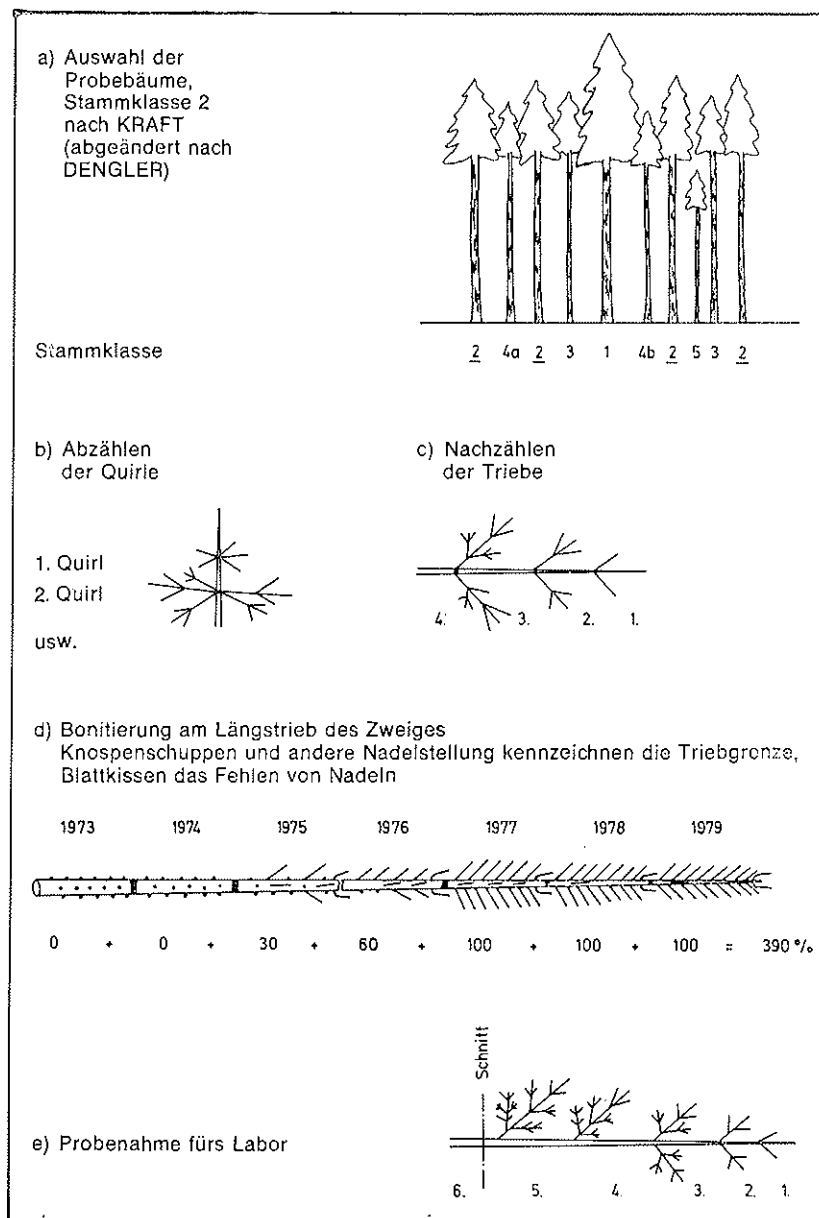 a) Auswahl der
Probebäume,
Stammklasse 2
nach KRAFT
(abgeändert nach
DENGLER)
Stammklasse 2 4a 2 3 1 4b 2 5 3 2
b) Abzählen
der Quirle
1. Quirl
2. Quirl
usw.
c) Nachzählen
der Triebe
4. 3. 2. 1.
d) Bonitierung am Längstrieb des Zweiges
Knospenschuppen und andere Nadelstellung kennzeichnen die Triebgrenze,
Blattkissen das Fehlen von Nadeln
1973 1974 1975 1976 1977 1978 1979
0 + 0 + 30 + 60 + 100 + 100 + 100 = 390 %
Schnitt
e) Probenahme fürs Labor
6. 5. 4. 3. 2. 1.